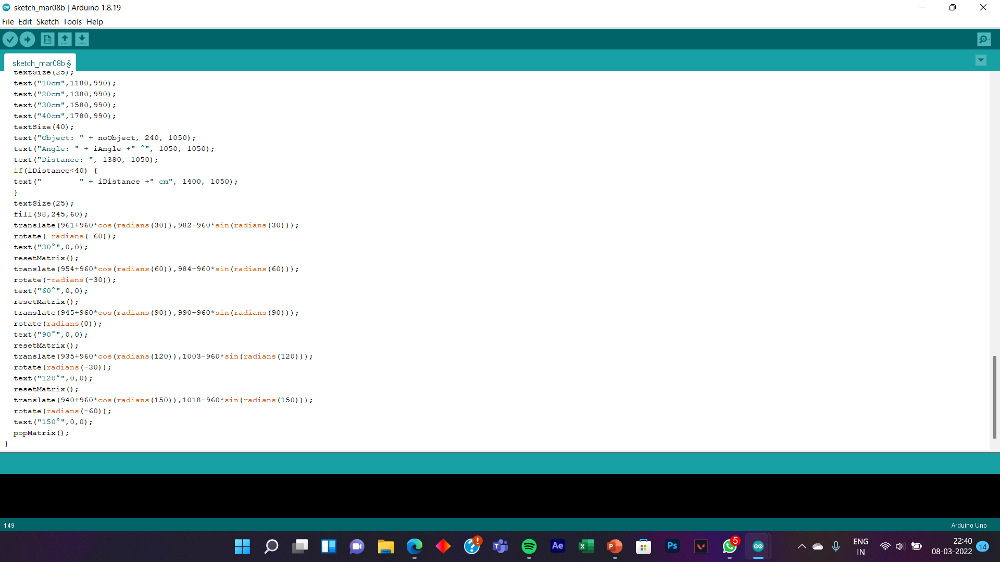 sketch_mar08b | Arduino 1.8.19
File Edit Sketch Tools Help
sketch_mar08b §
textSize(25);
text("10cm",1180,990);
text("20cm",1380,990);
text("30cm",1580,990);
text("40cm",1780,990);
textSize(40);
text("Object: " + noObject, 240, 1050);
text("Angle: " + iAngle +" °", 1050, 1050);
text("Distance: ", 1380, 1050);
if(iDistance<40) {
text("        " + iDistance +" cm", 1400, 1050);
}
textSize(25);
fill(98,245,60);
translate(961+960*cos(radians(30)),982-960*sin(radians(30)));
rotate(-radians(-60));
text("30°",0,0);
resetMatrix();
translate(954+960*cos(radians(60)),984-960*sin(radians(60)));
rotate(-radians(-30));
text("60°",0,0);
resetMatrix();
translate(945+960*cos(radians(90)),990-960*sin(radians(90)));
rotate(radians(0));
text("90°",0,0);
resetMatrix();
translate(935+960*cos(radians(120)),1003-960*sin(radians(120)));
rotate(radians(-30));
text("120°",0,0);
resetMatrix();
translate(940+960*cos(radians(150)),1018-960*sin(radians(150)));
rotate(radians(-60));
text("150°",0,0);
popMatrix();
}
149
Arduino Uno
Ae
Ps
5
ENG
IN
22:40
08-03-2022
14